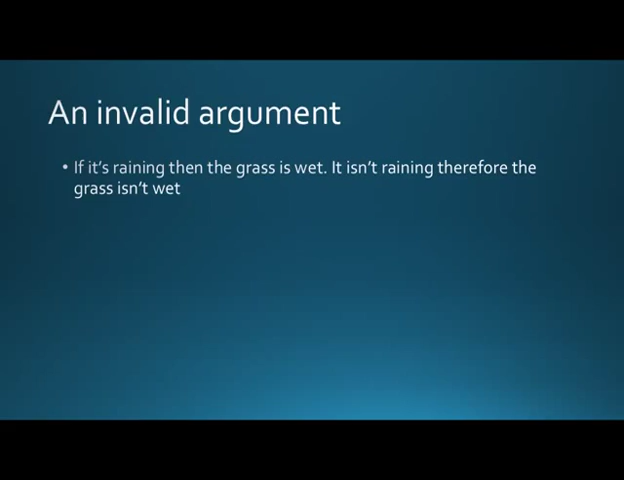 An invalid argument
• If it's raining then the grass is wet. It isn't raining therefore the
grass isn't wet